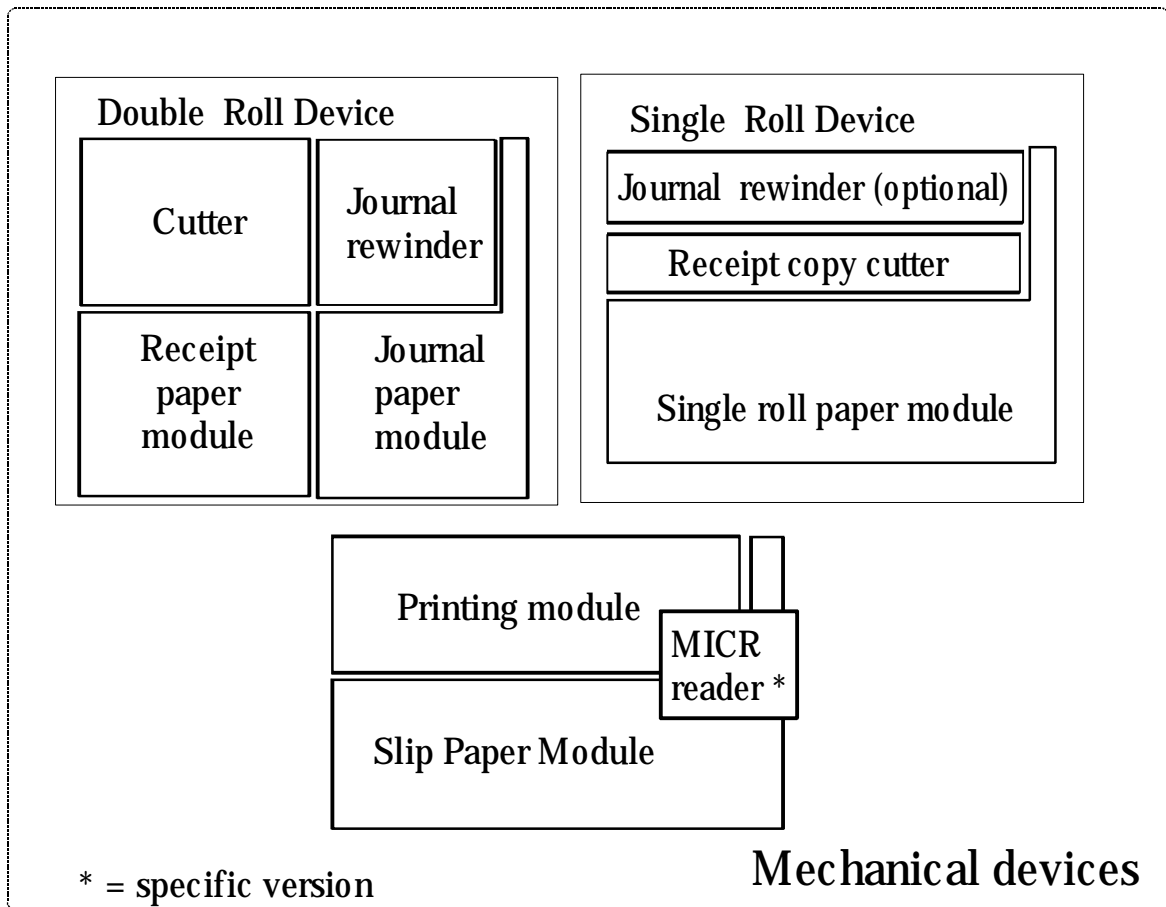 Double Roll Device
Cutter
Journal
rewinder
Receipt
paper
module
Journal
paper
module
Single Roll Device
Journal rewinder (optional)
Receipt copy cutter
Single roll paper module
Printing module
MICR
reader *
Slip Paper Module
* = specific version
Mechanical devices